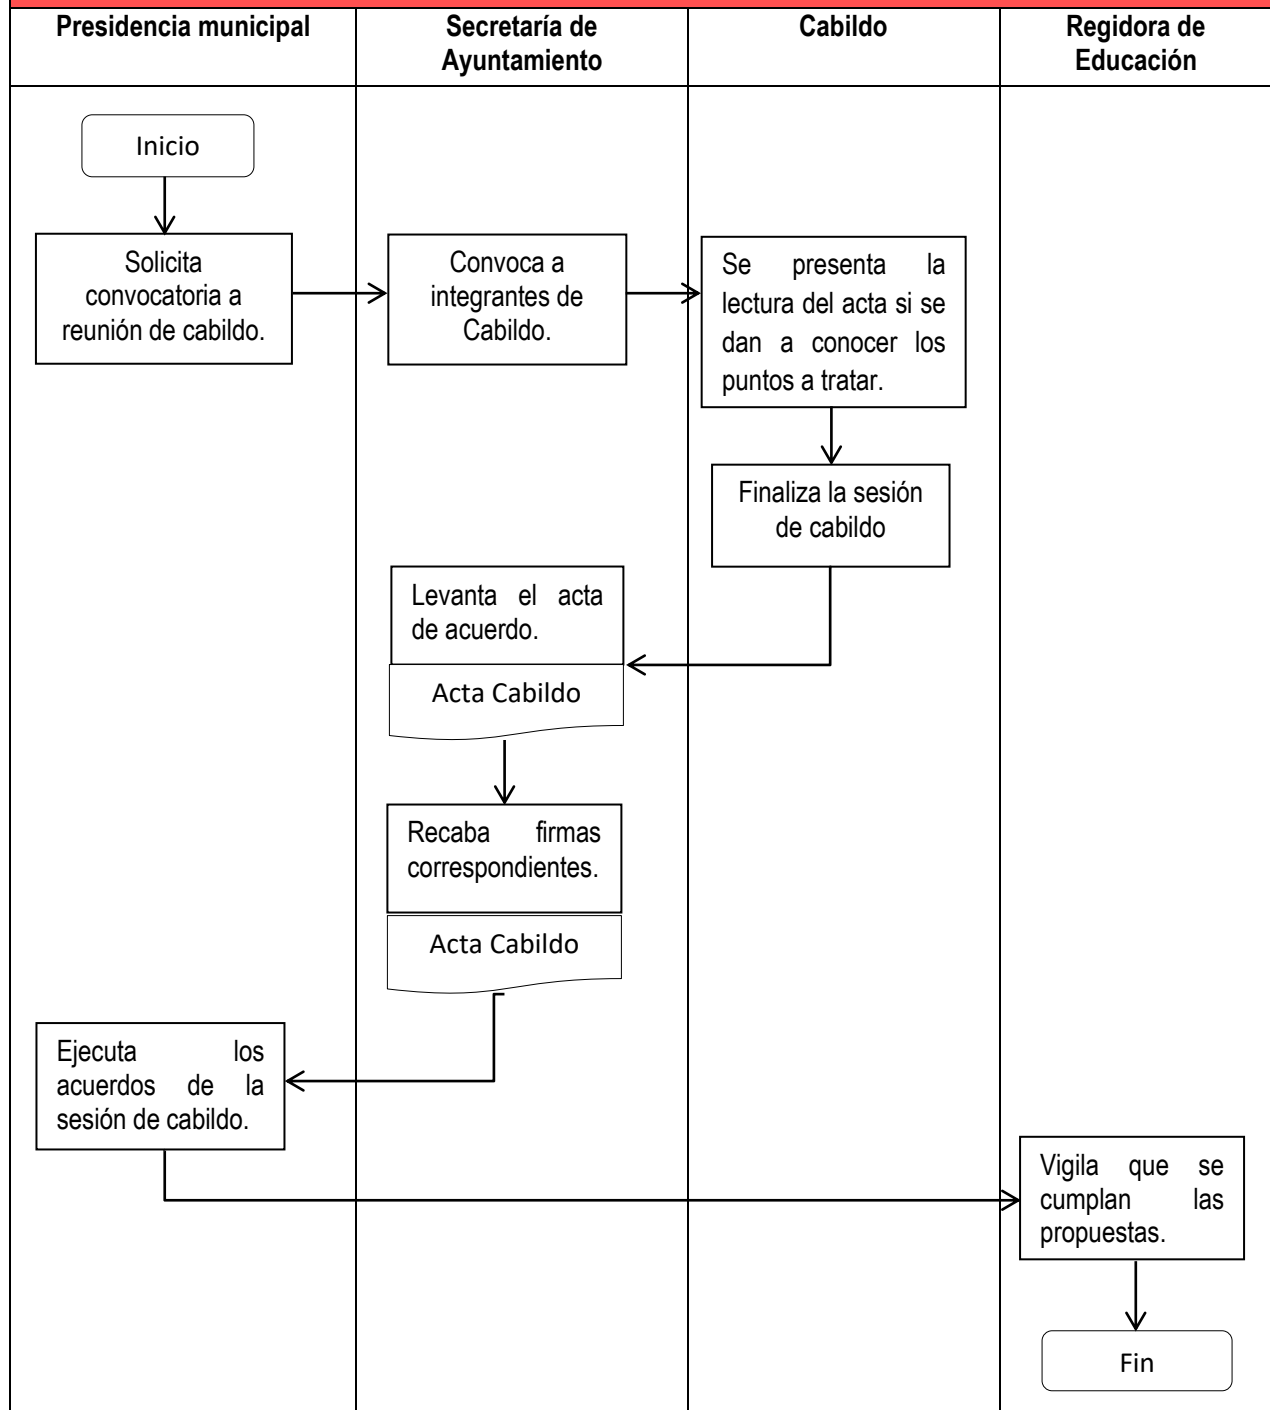 Presidencia municipal
Secretaría de
Ayuntamiento
Cabildo
Regidora de
Educación
Inicio
Solicita
convocatoria a
reunión de cabildo.
Convoca a
integrantes de
Cabildo.
Se presenta la
lectura del acta si se
dan a conocer los
puntos a tratar.
Finaliza la sesión
de cabildo
Levanta el acta
de acuerdo.
Acta Cabildo
Recaba firmas
correspondientes.
Acta Cabildo
Ejecuta los
acuerdos de la
sesión de cabildo.
Vigila que se
cumplan las
propuestas.
Fin